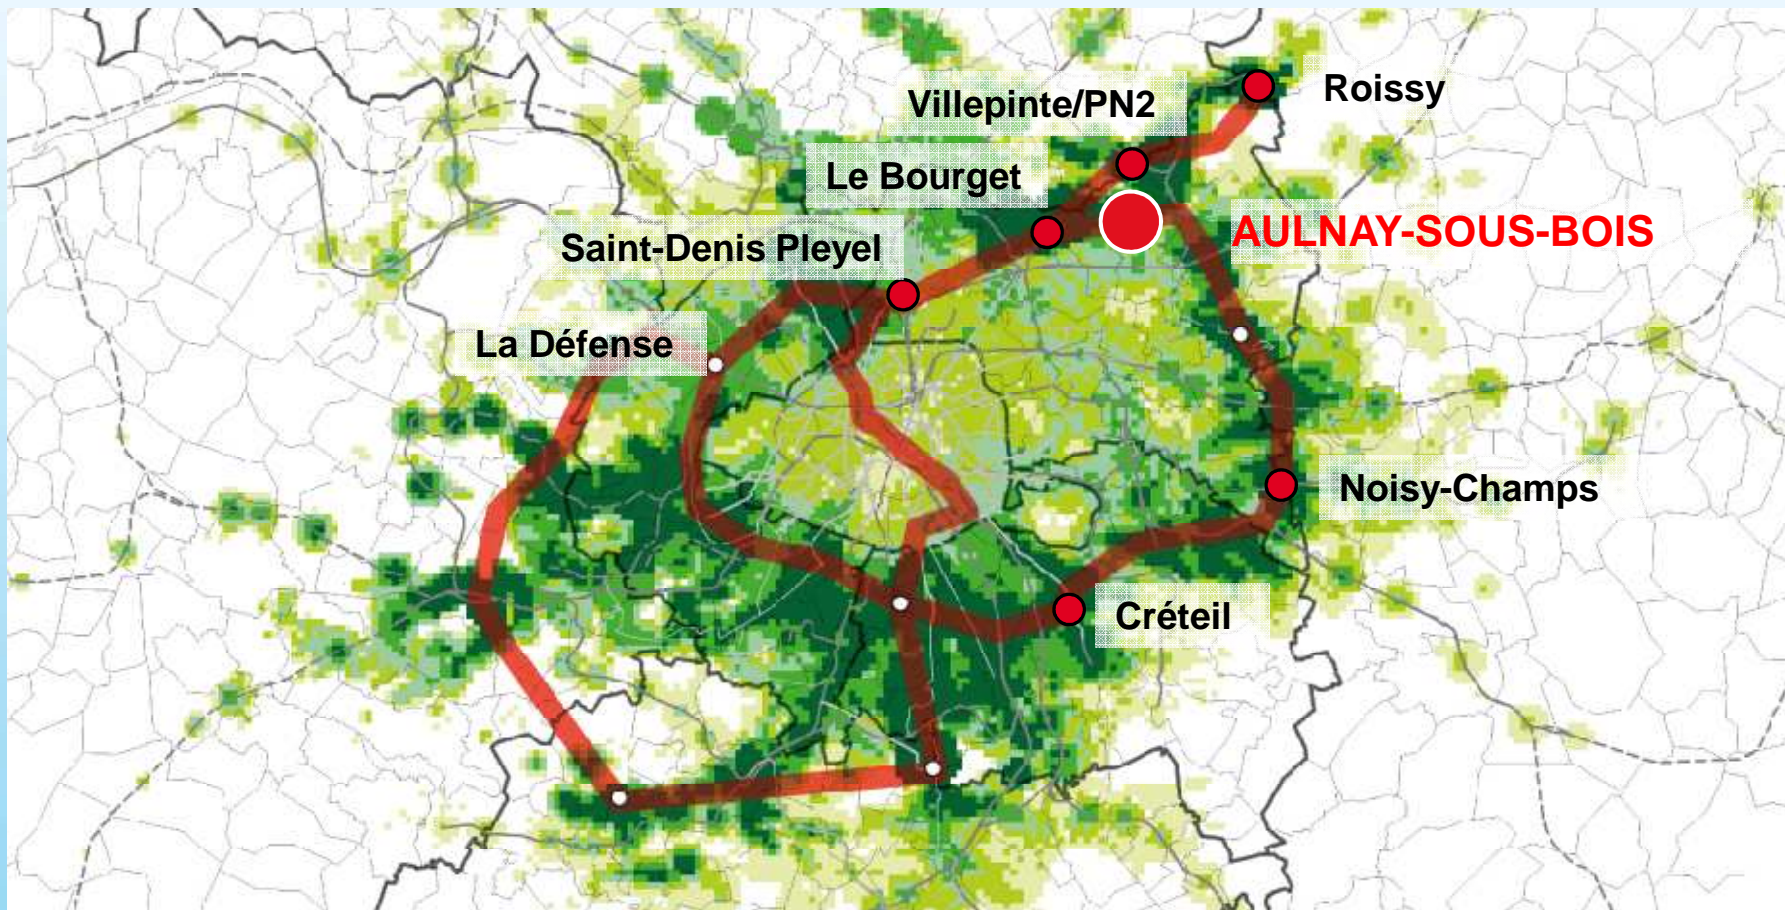 Roissy
Villepinte/PN2
Le Bourget
AULNAY-SOUS-BOIS
Saint-Denis Pleyel
La Défense
Noisy-Champs
Créteil